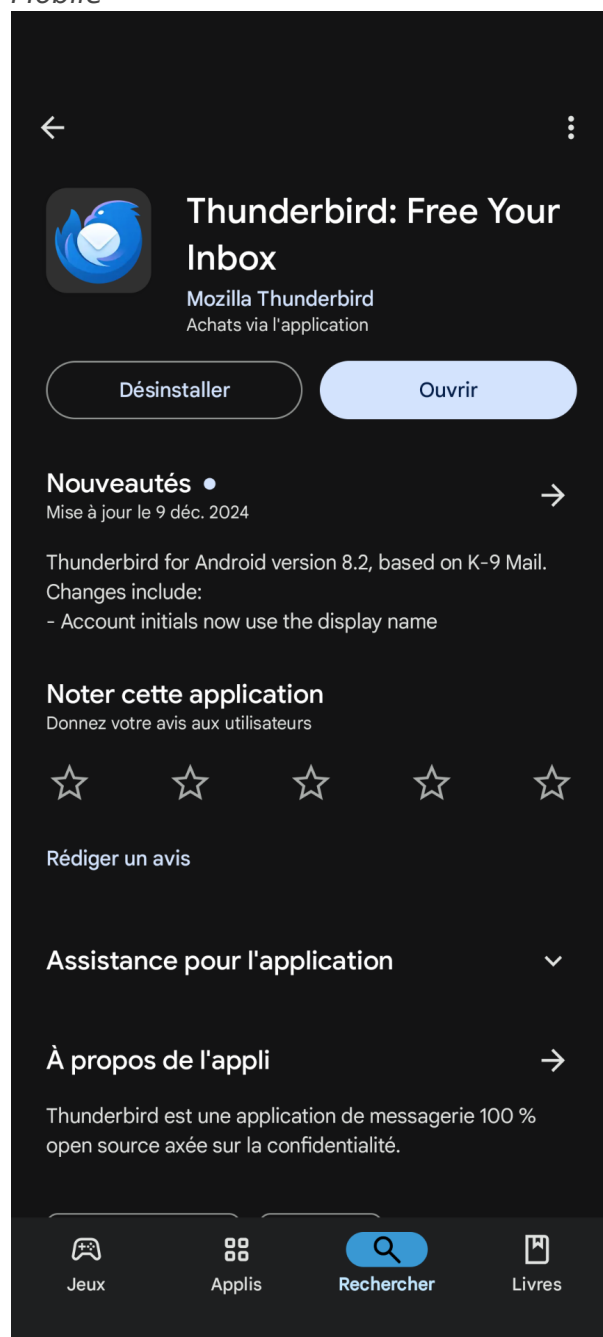 Mobile
Thunderbird: Free Your
Inbox
Mozilla Thunderbird
Achats via l'application
Désinstaller
Ouvrir
Nouveautés
Mise à jour le 9 déc. 2024
Thunderbird for Android version 8.2, based on K-9 Mail.
Changes include:
- Account initials now use the display name
Noter cette application
Donnez votre avis aux utilisateurs
Rédiger un avis
Assistance pour l'application
À propos de l'appli
Thunderbird est une application de messagerie 100 %
open source axée sur la confidentialité.
Jeux
Applis
Rechercher
Livres